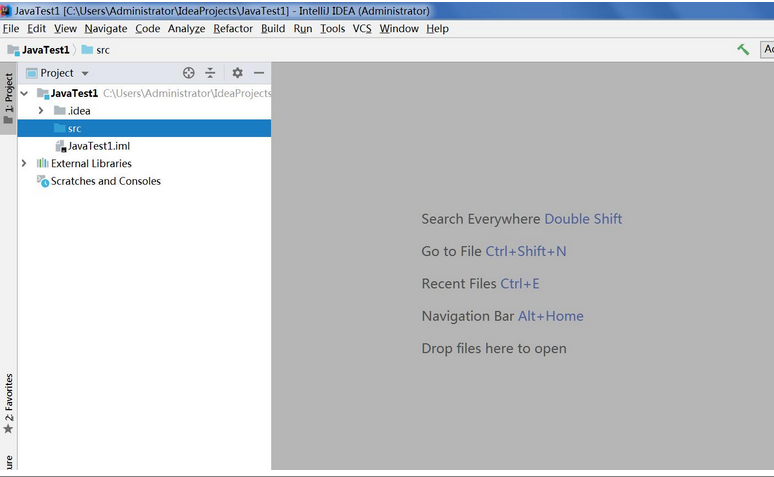 JavaTest1 [C:\Users\Administrator\IdeaProjects\JavaTest1] - IntelliJ IDEA (Administrator)
File Edit View Navigate Code Analyze Refactor Build Run Tools VCS Window Help
JavaTest1 src
1: Project
Project
JavaTest1 C:\Users\Administrator\IdeaProjects
.idea
src
JavaTest1.iml
External Libraries
Scratches and Consoles
Search Everywhere Double Shift
Go to File Ctrl+Shift+N
Recent Files Ctrl+E
Navigation Bar Alt+Home
Drop files here to open
2: Favorites